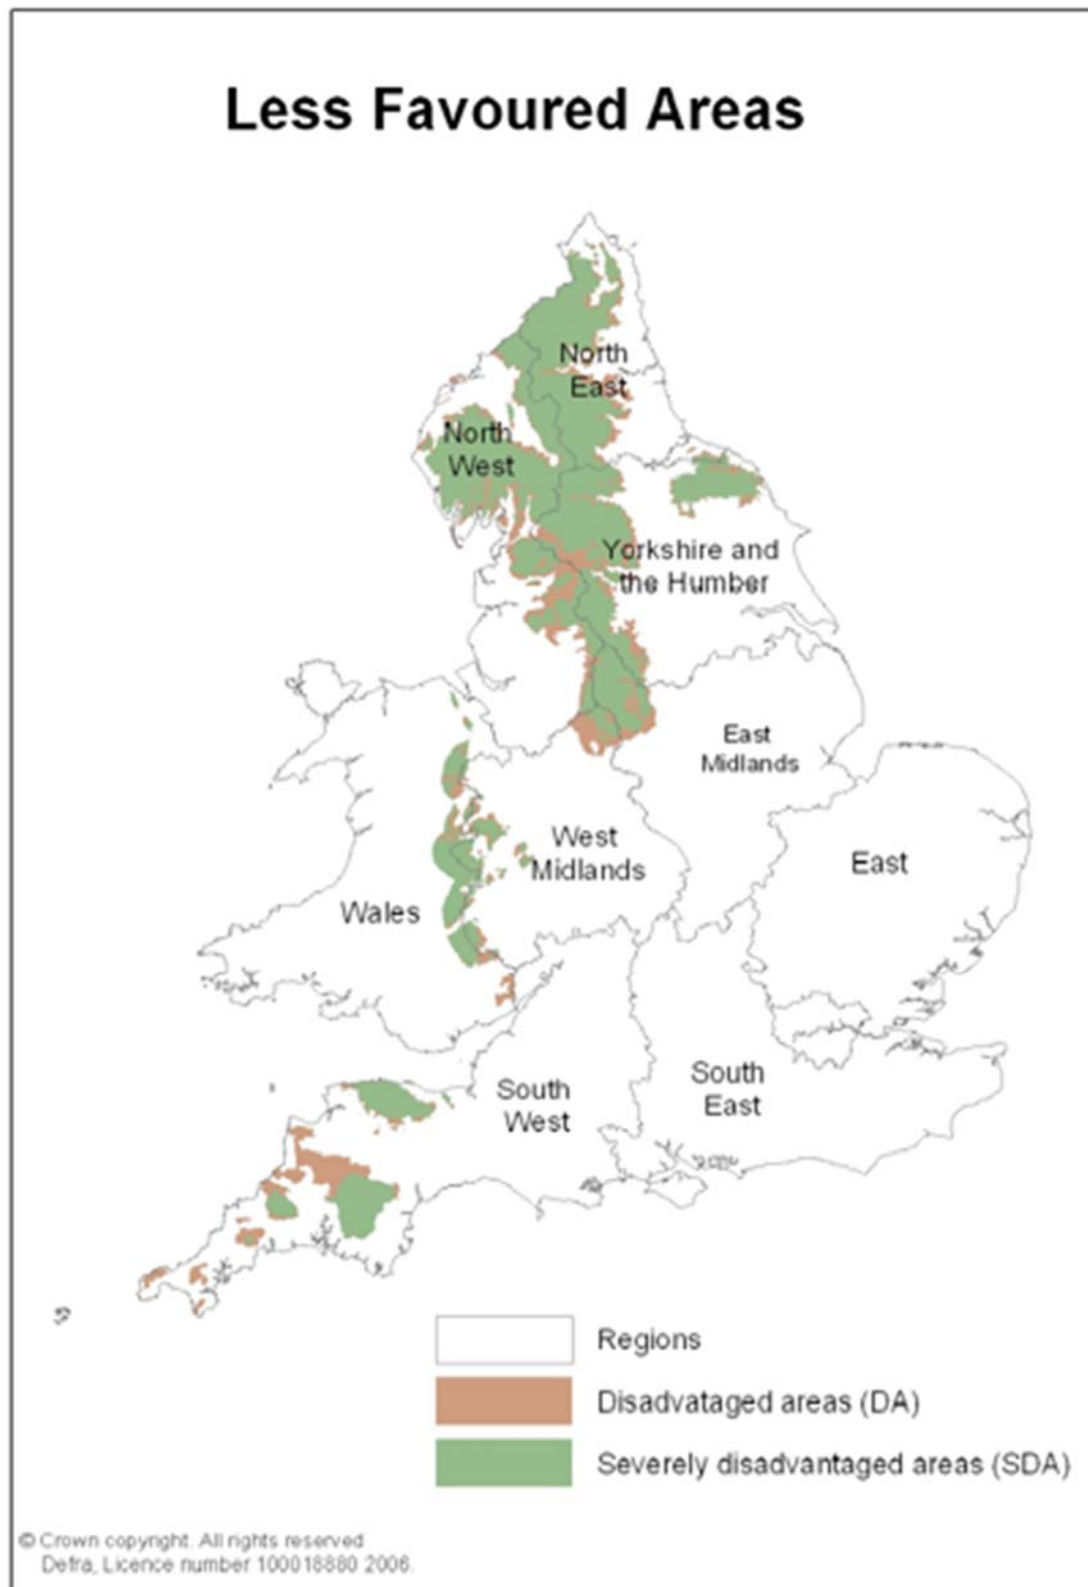 Less Favoured Areas
North
East
North
West
Yorkshire and
the Humber
East
Midlands
West
Midlands
East
Wales
South
West
South
East
Regions
Disadvataged areas (DA)
Severely disadvantaged areas (SDA)
© Crown copyright. All rights reserved
Defra, Licence number 100018880 2006.